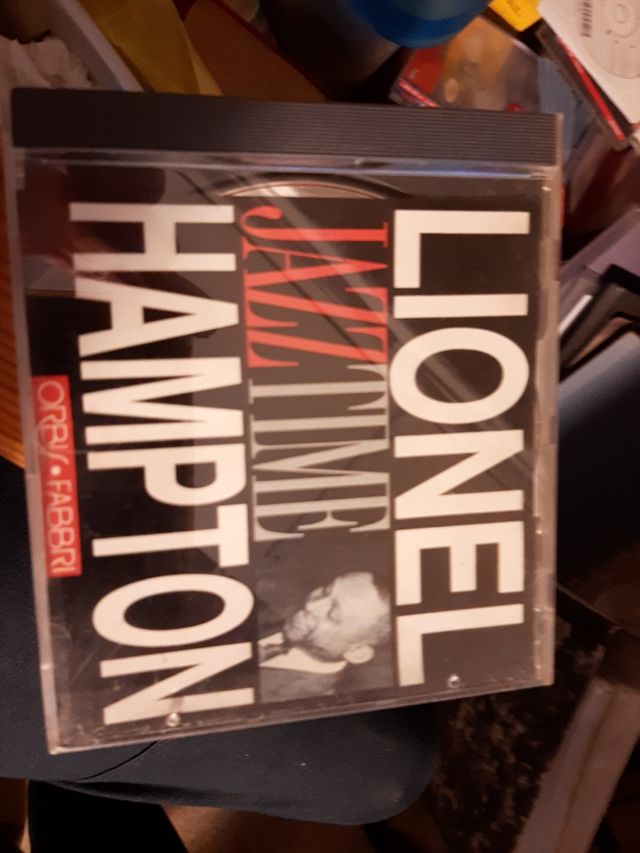 LIONEL
JAZZ TIME
HAMPTON
ORBIS • FABBRI